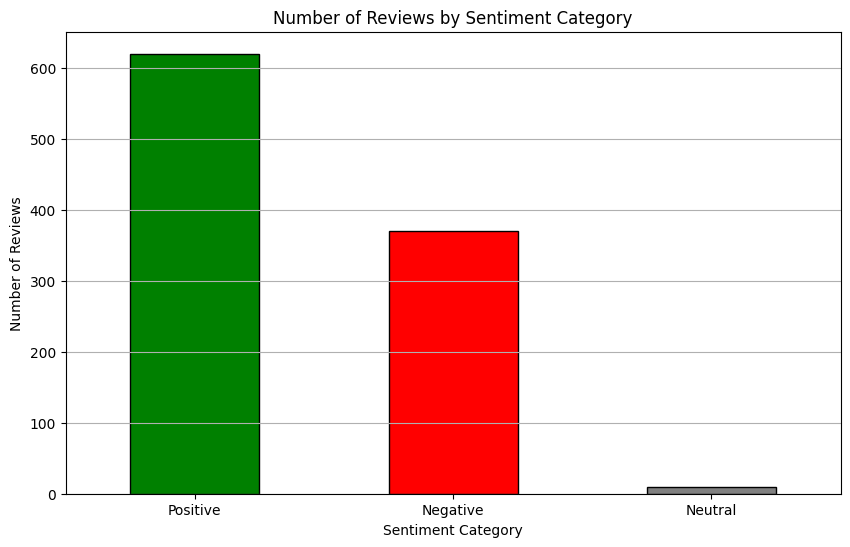 Number of Reviews by Sentiment Category
600
500
400
300
200
100
0
Number of Reviews
Positive Negative Neutral
Sentiment Category